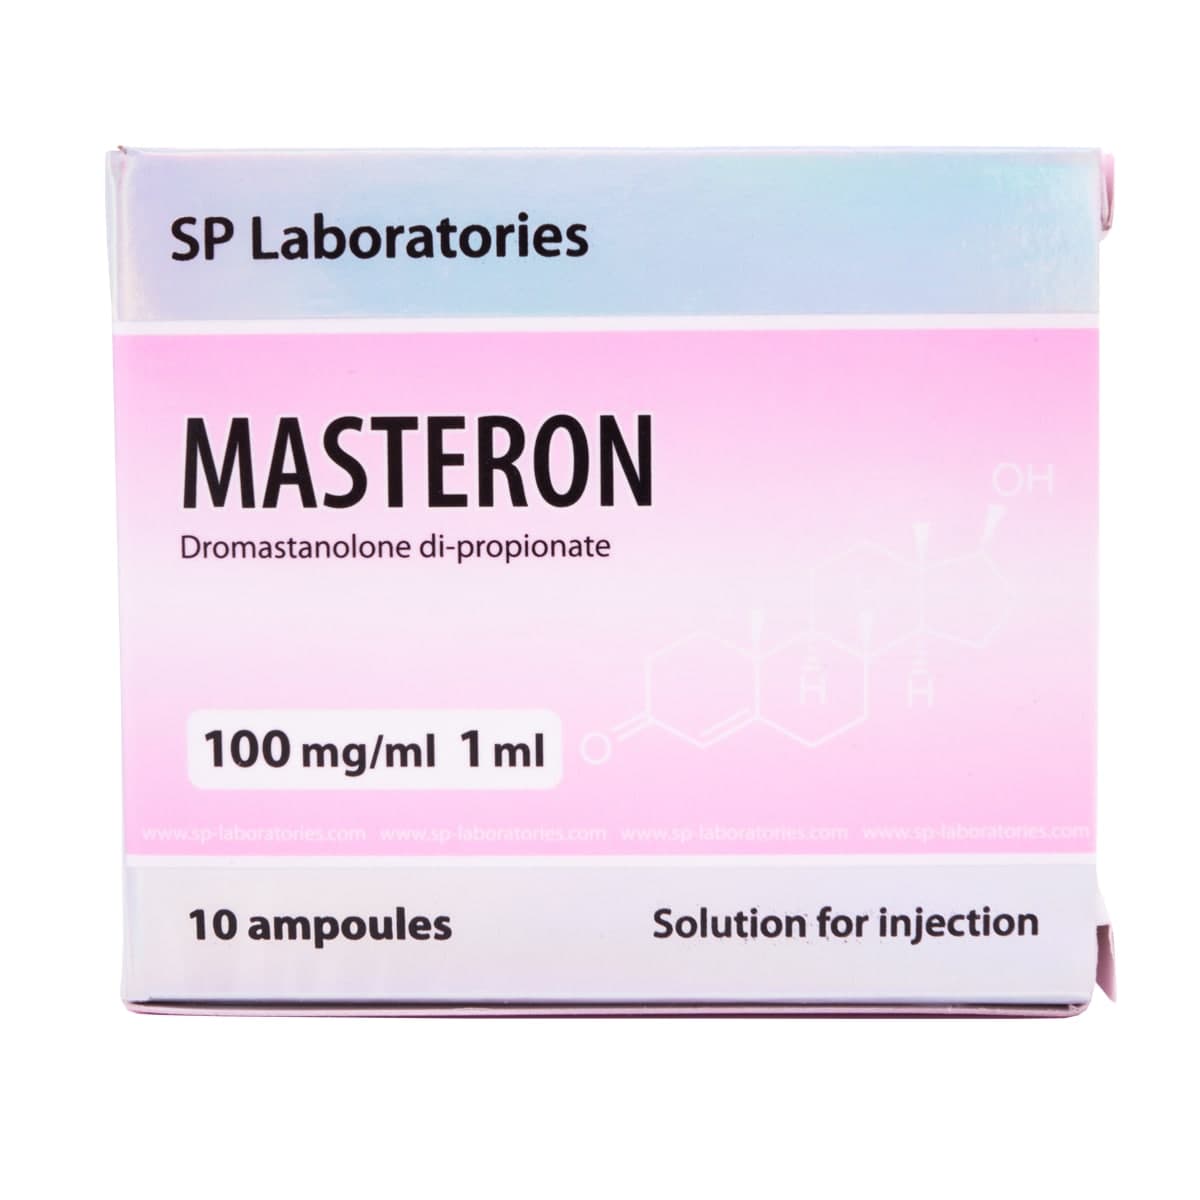 SP Laboratories
MASTERON
Dromastanolone di-propionate
OH
H
H
H
O
100 mg/ml 1 ml
www.sp-laboratories.com www.sp-laboratories.com www.sp-laboratories.com www.sp-laboratories.com
10 ampoules Solution for injection